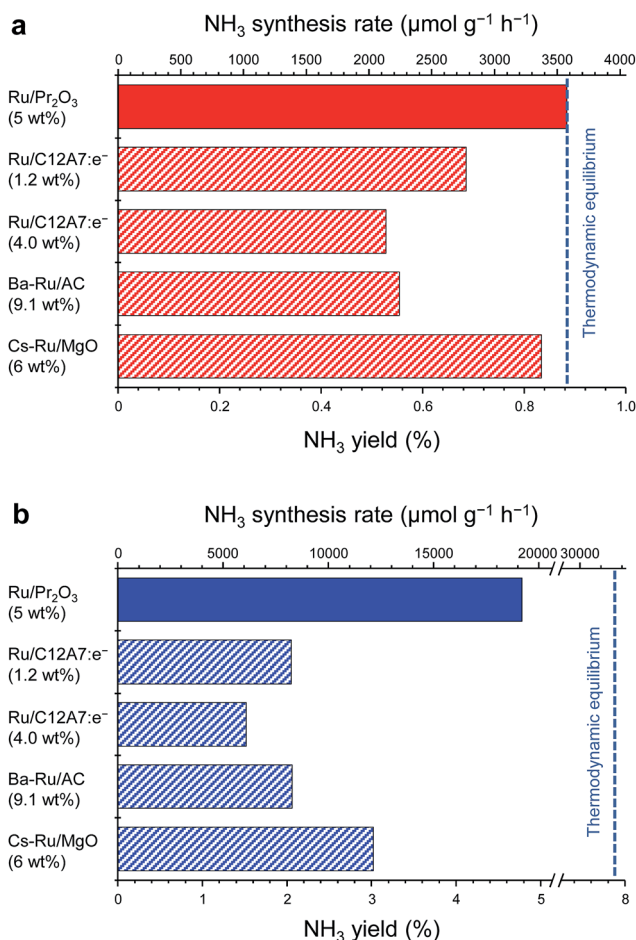 a
NH₃ synthesis rate (μmol g⁻¹ h⁻¹)
0 500 1000 1500 2000 2500 3000 3500 4000
Ru/Pr₂O₃
(5 wt%)
Ru/C12A7:e⁻
(1.2 wt%)
Ru/C12A7:e⁻
(4.0 wt%)
Ba-Ru/AC
(9.1 wt%)
Cs-Ru/MgO
(6 wt%)
Thermodynamic equilibrium
0 0.2 0.4 0.6 0.8 1.0
NH₃ yield (%)
b
NH₃ synthesis rate (μmol g⁻¹ h⁻¹)
0 5000 10000 15000 20000 30000
Ru/Pr₂O₃
(5 wt%)
Ru/C12A7:e⁻
(1.2 wt%)
Ru/C12A7:e⁻
(4.0 wt%)
Ba-Ru/AC
(9.1 wt%)
Cs-Ru/MgO
(6 wt%)
Thermodynamic equilibrium
0 1 2 3 4 5 8
NH₃ yield (%)